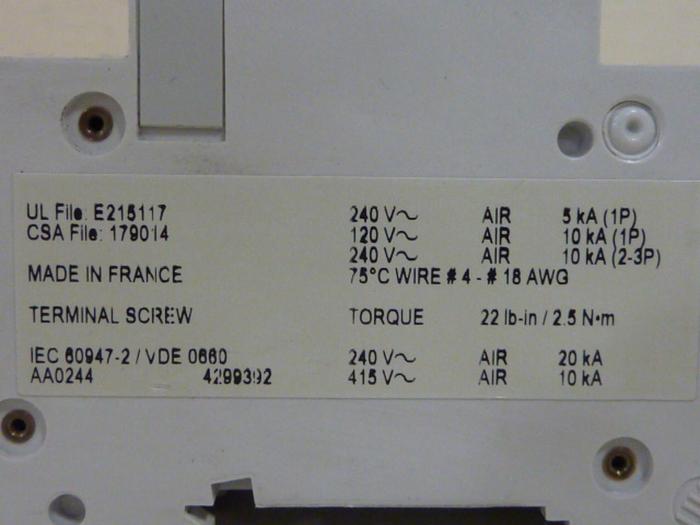 UL File: E215117 240 V~ AIR 5 kA (1P)
CSA File: 179014 120 V~ AIR 10 kA (1P)
240 V~ AIR 10 kA (2-3P)
MADE IN FRANCE 75°C WIRE # 4 - # 18 AWG
TERMINAL SCREW TORQUE 22 lb-in / 2.5 N•m
IEC 60947-2 / VDE 0660 240 V~ AIR 20 kA
AA0244 4299392 415 V~ AIR 10 kA